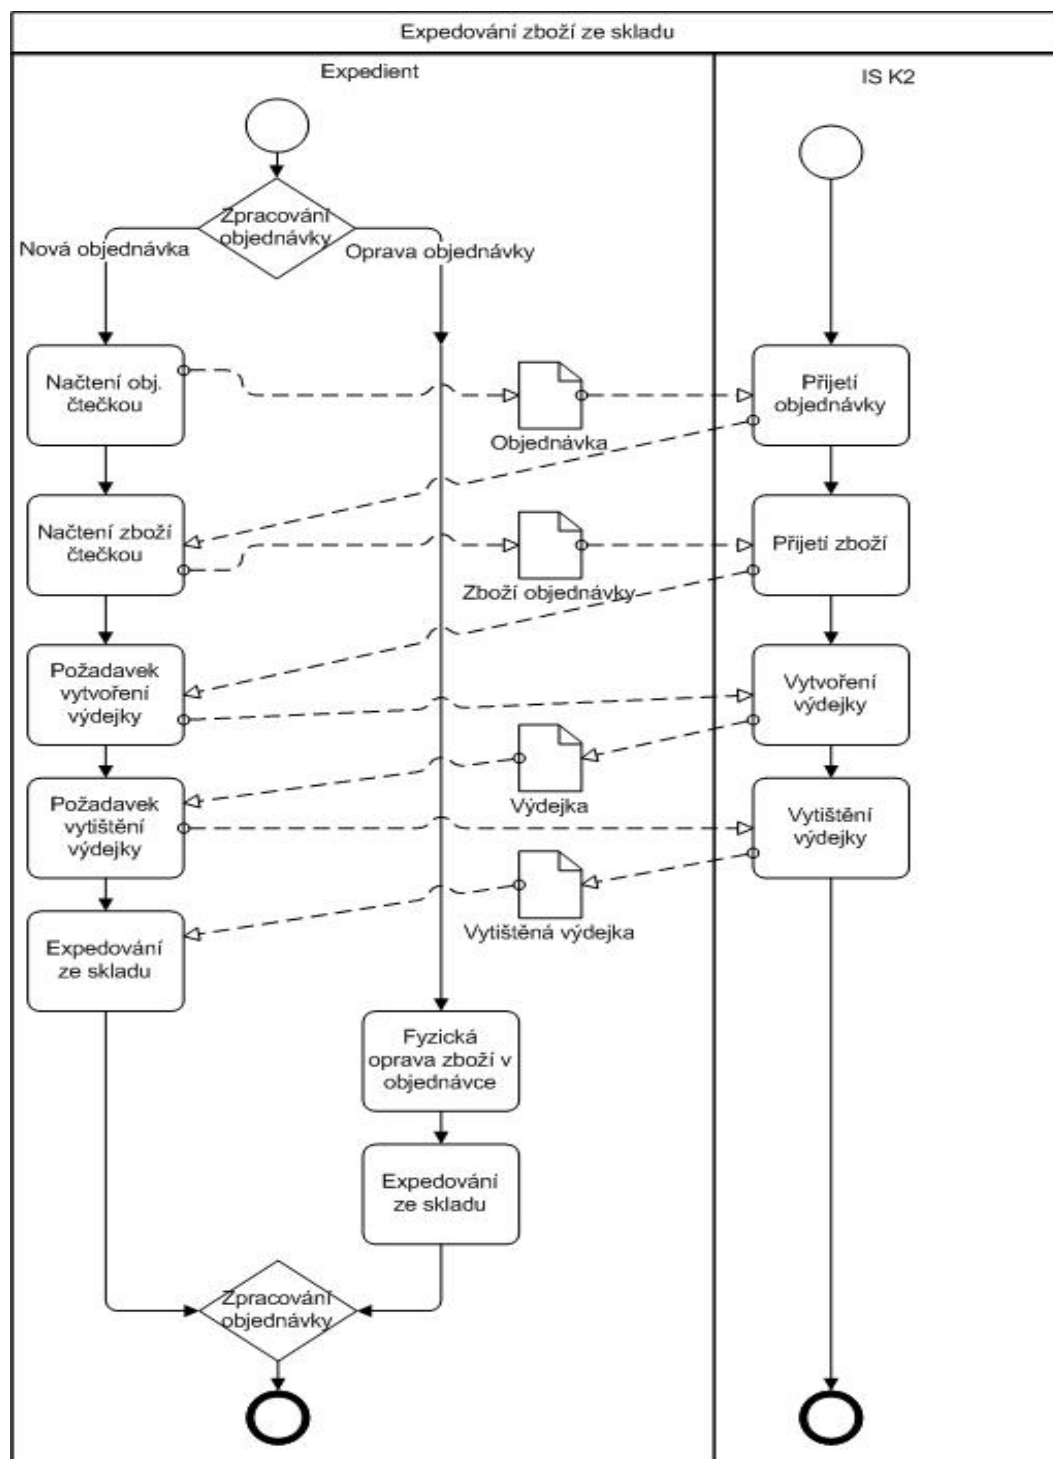 Expedování zboží ze skladu
Expedient
IS K2
Zpracování
objednávky
Nová objednávka
Oprava objednávky
Načtení obj.
čtečkou
Objednávka
Přijetí
objednávky
Načtení zboží
čtečkou
Zboží objednávky
Přijetí zboží
Požadavek
vytvoření
výdejky
Výdejka
Vytvoření
výdejky
Požadavek
vytištění
výdejky
Vytištěná výdejka
Vytištění
výdejky
Expedování
ze skladu
Fyzická
oprava zboží v
objednávce
Expedování
ze skladu
Zpracování
objednávky